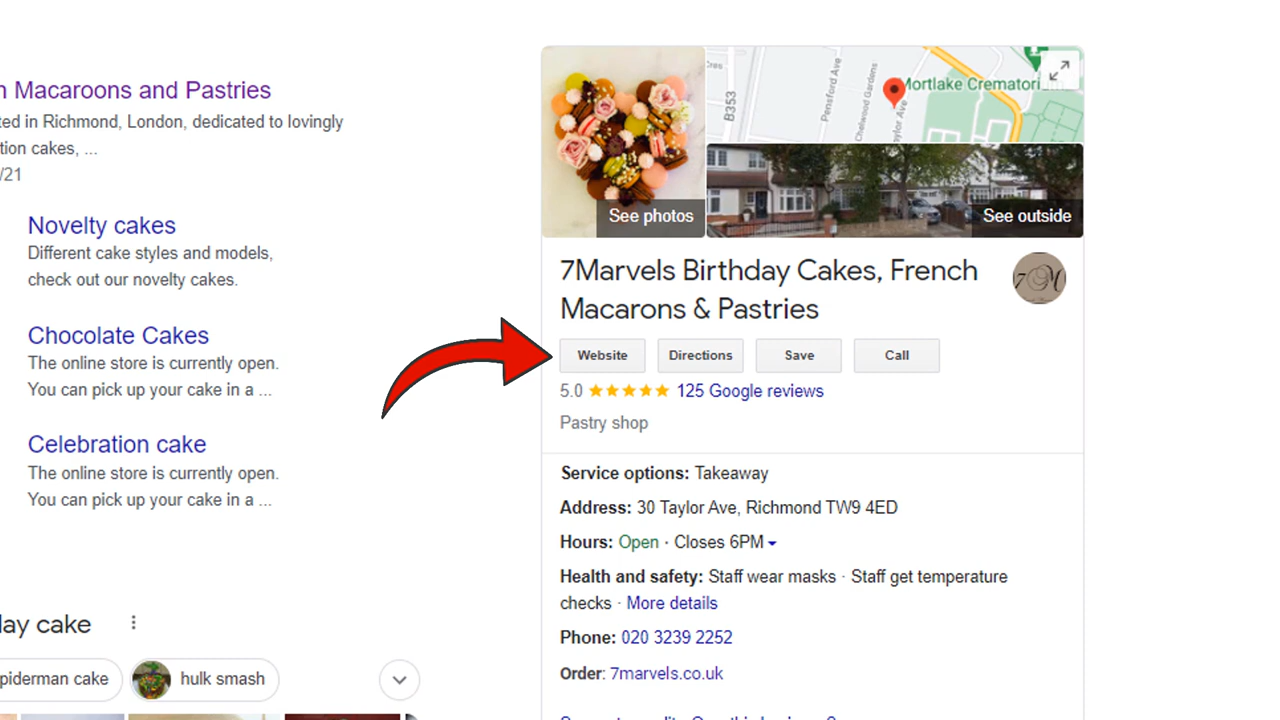 n Macaroons and Pastries
ted in Richmond, London, dedicated to lovingly
tion cakes, ...
/21
Novelty cakes
Different cake styles and models,
check out our novelty cakes.
Chocolate Cakes
The online store is currently open.
You can pick up your cake in a ...
Celebration cake
The online store is currently open.
You can pick up your cake in a ...
lay cake
piderman cake
hulk smash
B353
Pensford Ave
Chelwood Gardens
aylor Ave
Mortlake Crematori
See photos
See outside
7Marvels Birthday Cakes, French
Macarons & Pastries
7M
Website Directions Save Call
5.0 125 Google reviews
Pastry shop
Service options: Takeaway
Address: 30 Taylor Ave, Richmond TW9 4ED
Hours: Open · Closes 6PM
Health and safety: Staff wear masks · Staff get temperature
checks · More details
Phone: 020 3239 2252
Order: 7marvels.co.uk